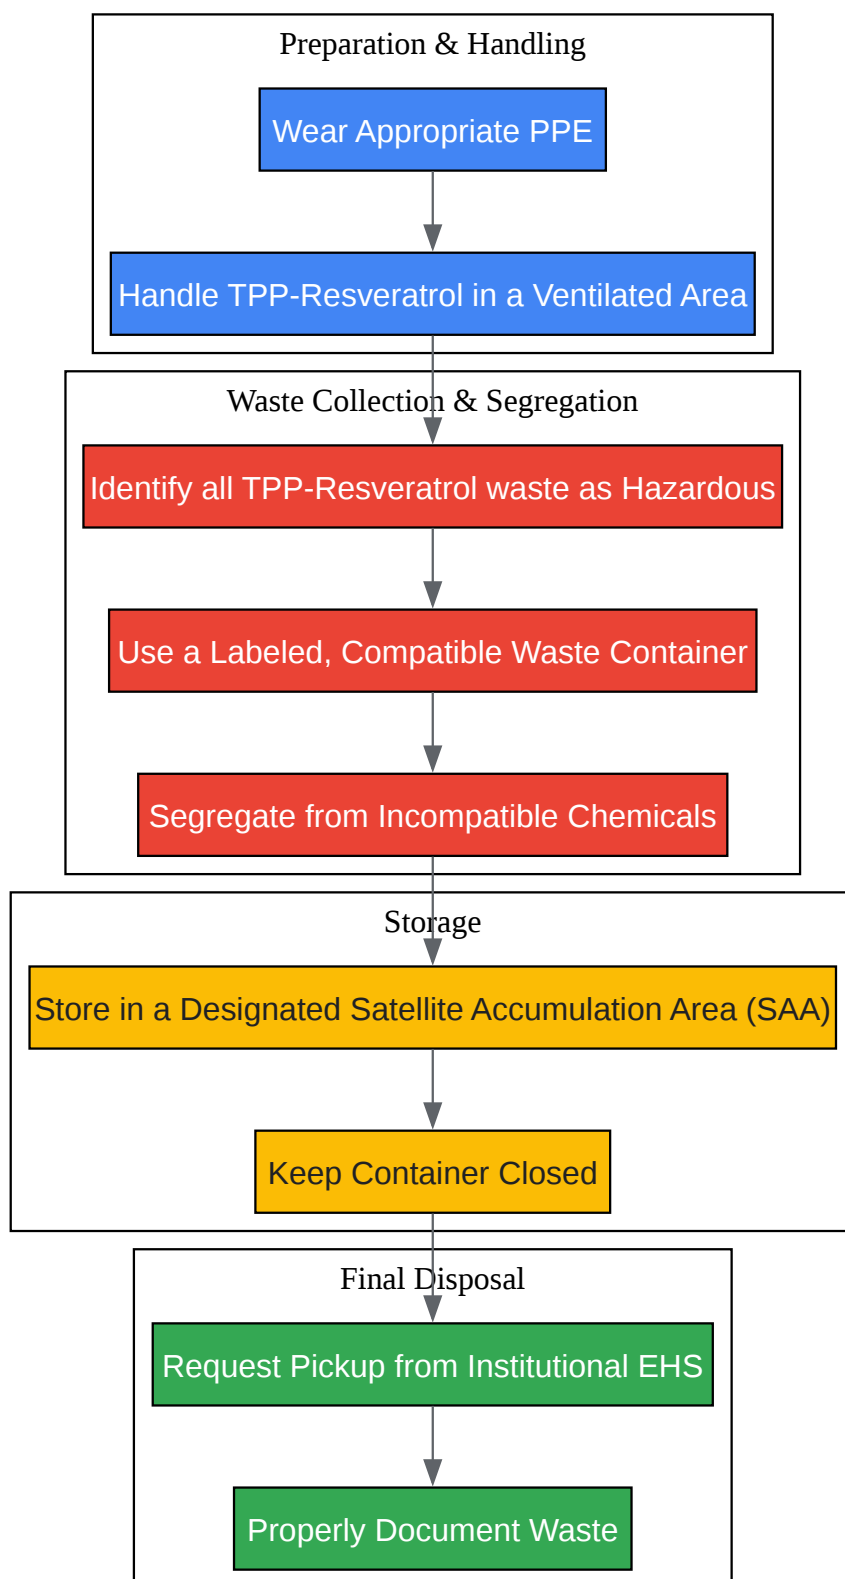 Preparation & Handling
Wear Appropriate PPE
Handle TPP-Resveratrol in a Ventilated Area
Waste Collection & Segregation
Identify all TPP-Resveratrol waste as Hazardous
Use a Labeled, Compatible Waste Container
Segregate from Incompatible Chemicals
Storage
Store in a Designated Satellite Accumulation Area (SAA)
Keep Container Closed
Final Disposal
Request Pickup from Institutional EHS
Properly Document Waste